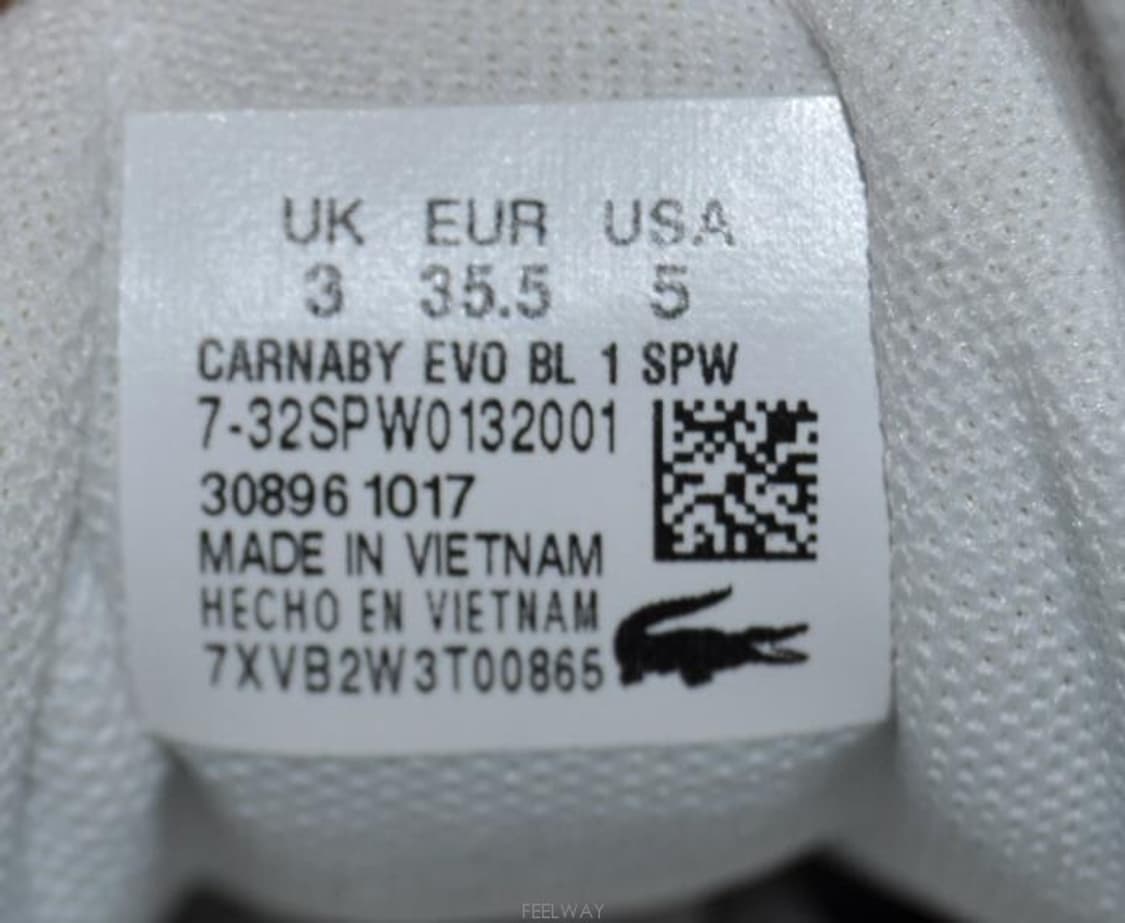 UK EUR USA
3 35.5 5
CARNABY EVO BL 1 SPW
7-32SPW0132001
30896 1017
MADE IN VIETNAM
HECHO EN VIETNAM
7XVB2W3T00865
FEELWAY